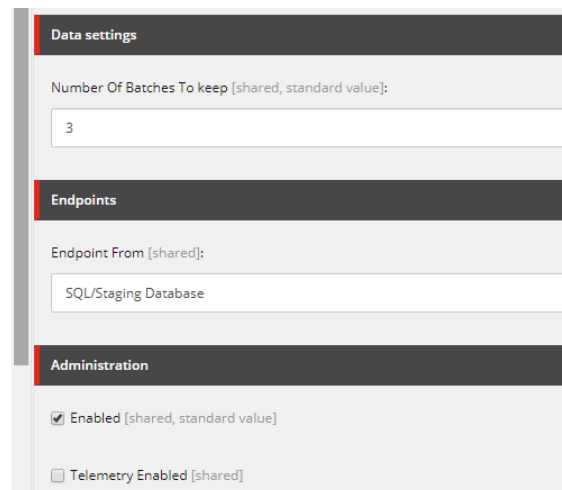 Data settings
Number Of Batches To keep [shared, standard value]:
3
Endpoints
Endpoint From [shared]:
SQL/Staging Database
Administration
Enabled [shared, standard value]
Telemetry Enabled [shared]